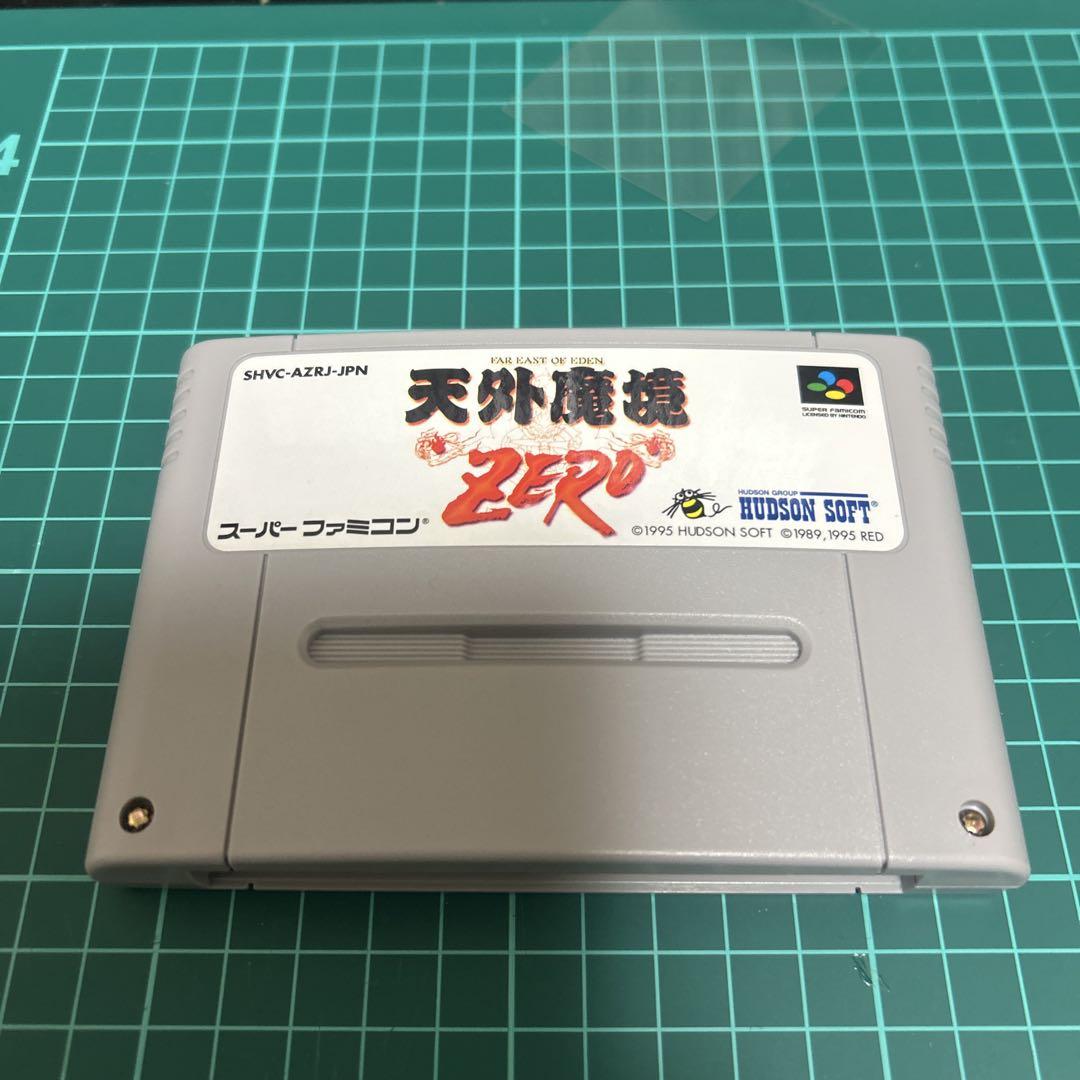 4
SHVC-AZRJ-JPN
FAR EAST OF EDEN
天外魔境
ZERO
SUPER FAMICOM
LICENSED BY NINTENDO
スーパーファミコン®
HUDSON GROUP
HUDSON SOFT®
©1995 HUDSON SOFT ©1989,1995 RED